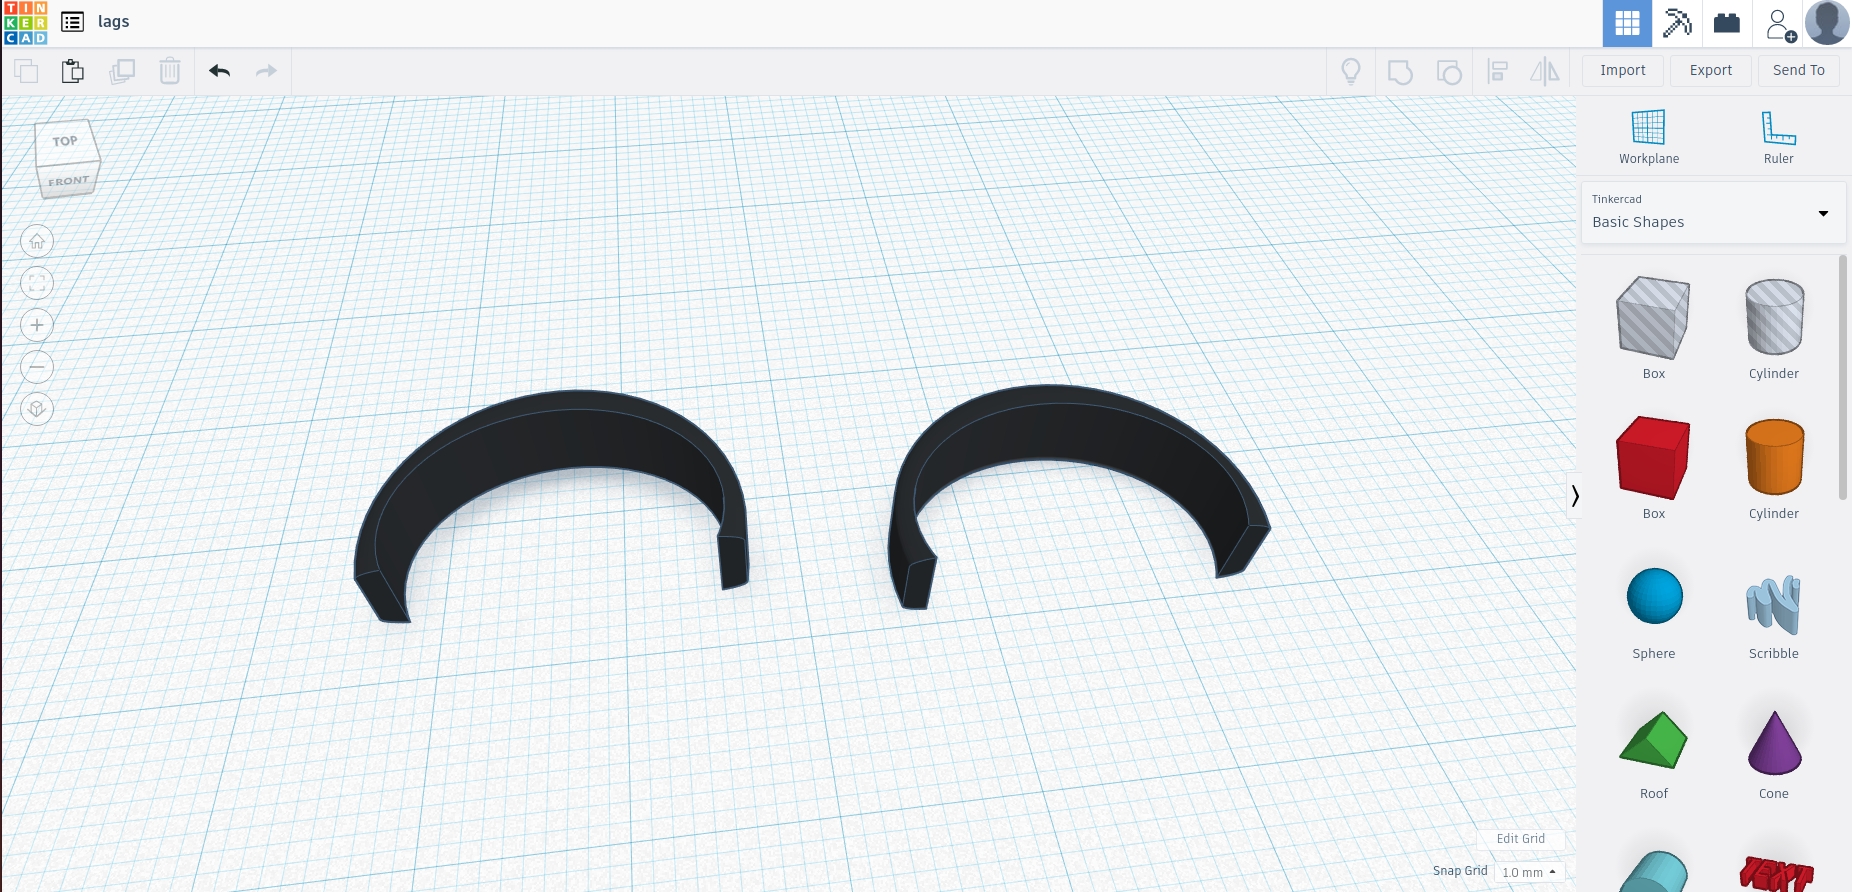 TIN
KER
CAD
lags
Import
Export
Send To
TOP
FRONT
Workplane
Ruler
Tinkercad
Basic Shapes
Box
Cylinder
Box
Cylinder
Sphere
Scribble
Roof
Cone
TEXT
Edit Grid
Snap Grid
1.0 mm